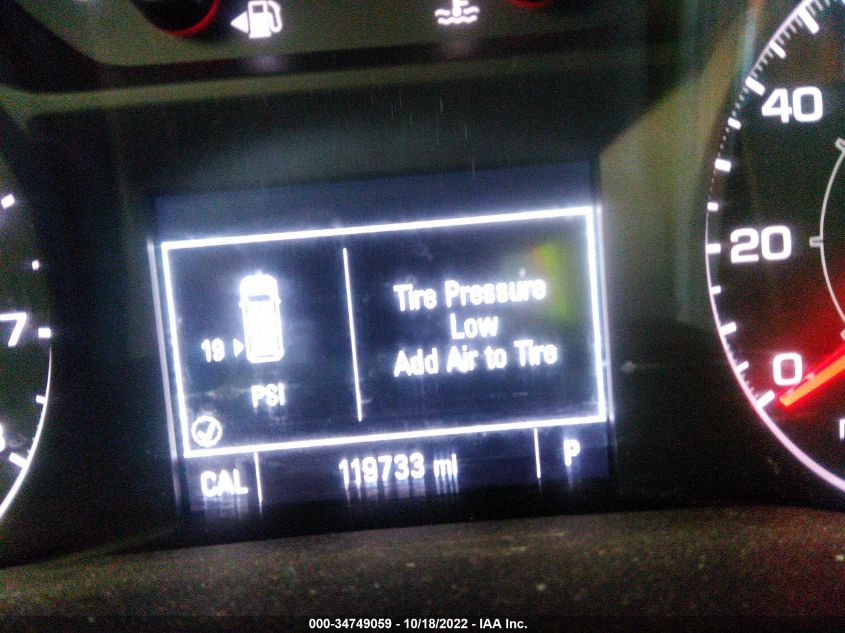 40
20
0
7
Tire Pressure
Low
Add Air to Tire
19
PSI
CAL
119733 mi
P
000-34749059 - 10/18/2022 - IAA Inc.